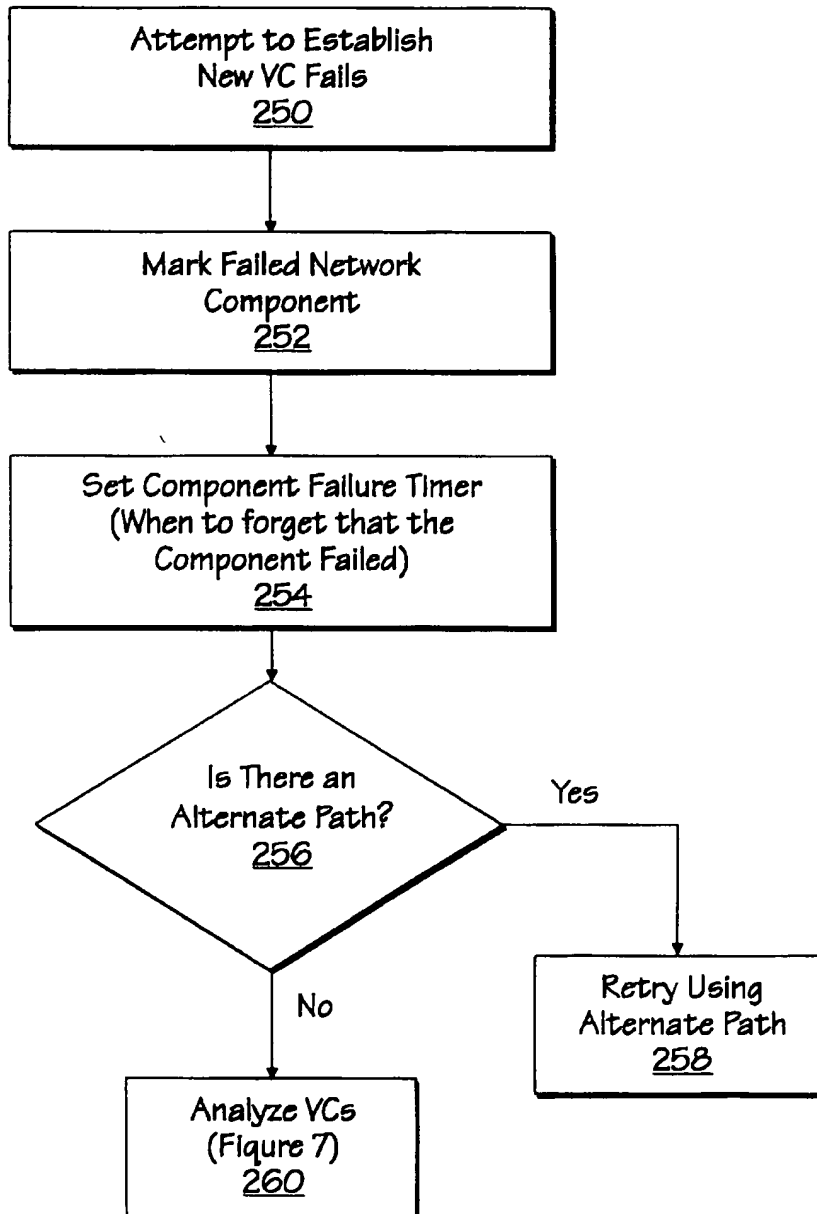 Attempt to Establish
New VC Fails
250
Mark Failed Network
Component
252
Set Component Failure Timer
(When to forget that the
Component Failed)
254
Is There an
Alternate Path?
256
Yes
No
Retry Using
Alternate Path
258
Analyze VCs
(Figure 7)
260